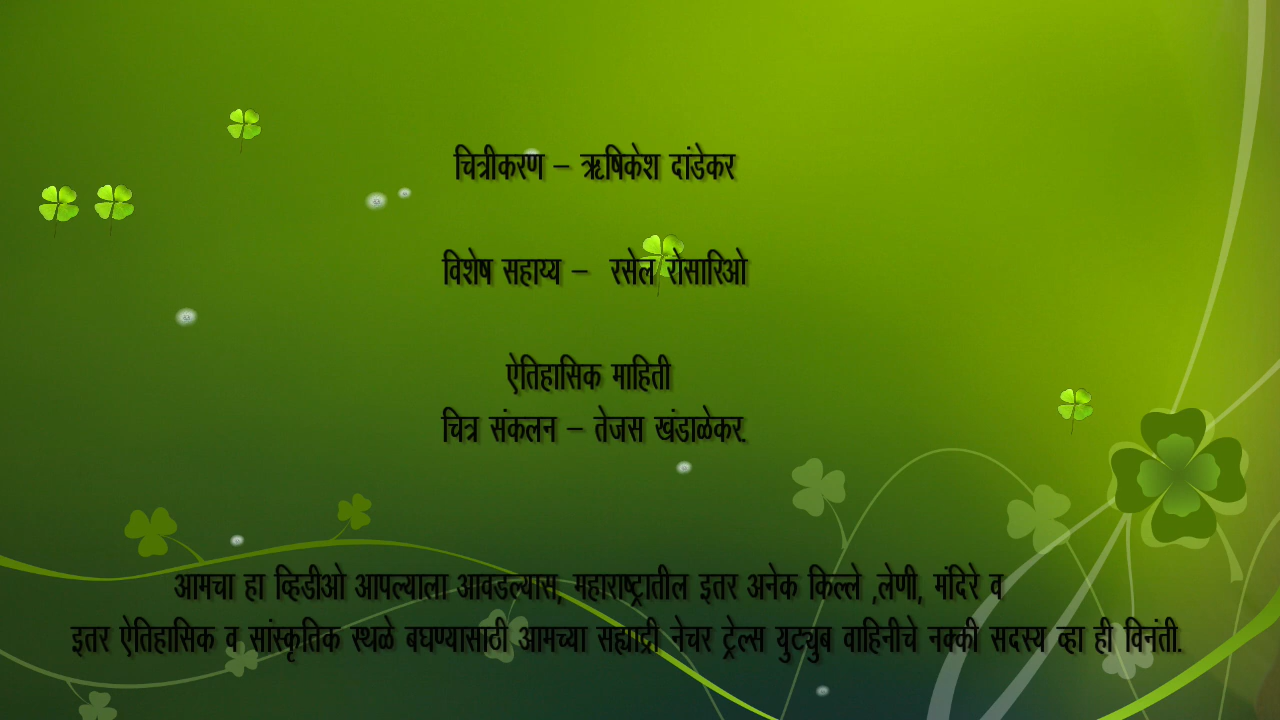 चित्रीकरण – ऋषिकेश दांडेकर
विशेष सहाय्य – रसेल रोसारिओ
ऐतिहासिक माहिती
चित्र संकलन – तेजस खंडाळेकर.
आमचा हा व्हिडीओ आपल्याला आवडल्यास, महाराष्ट्रातील इतर अनेक किल्ले ,लेणी, मंदिरे व
इतर ऐतिहासिक व सांस्कृतिक स्थळे बघण्यासाठी आमच्या सह्याद्री नेचर ट्रेल्स युट्युब वाहिनीचे नक्की सदस्य व्हा ही विनंती.